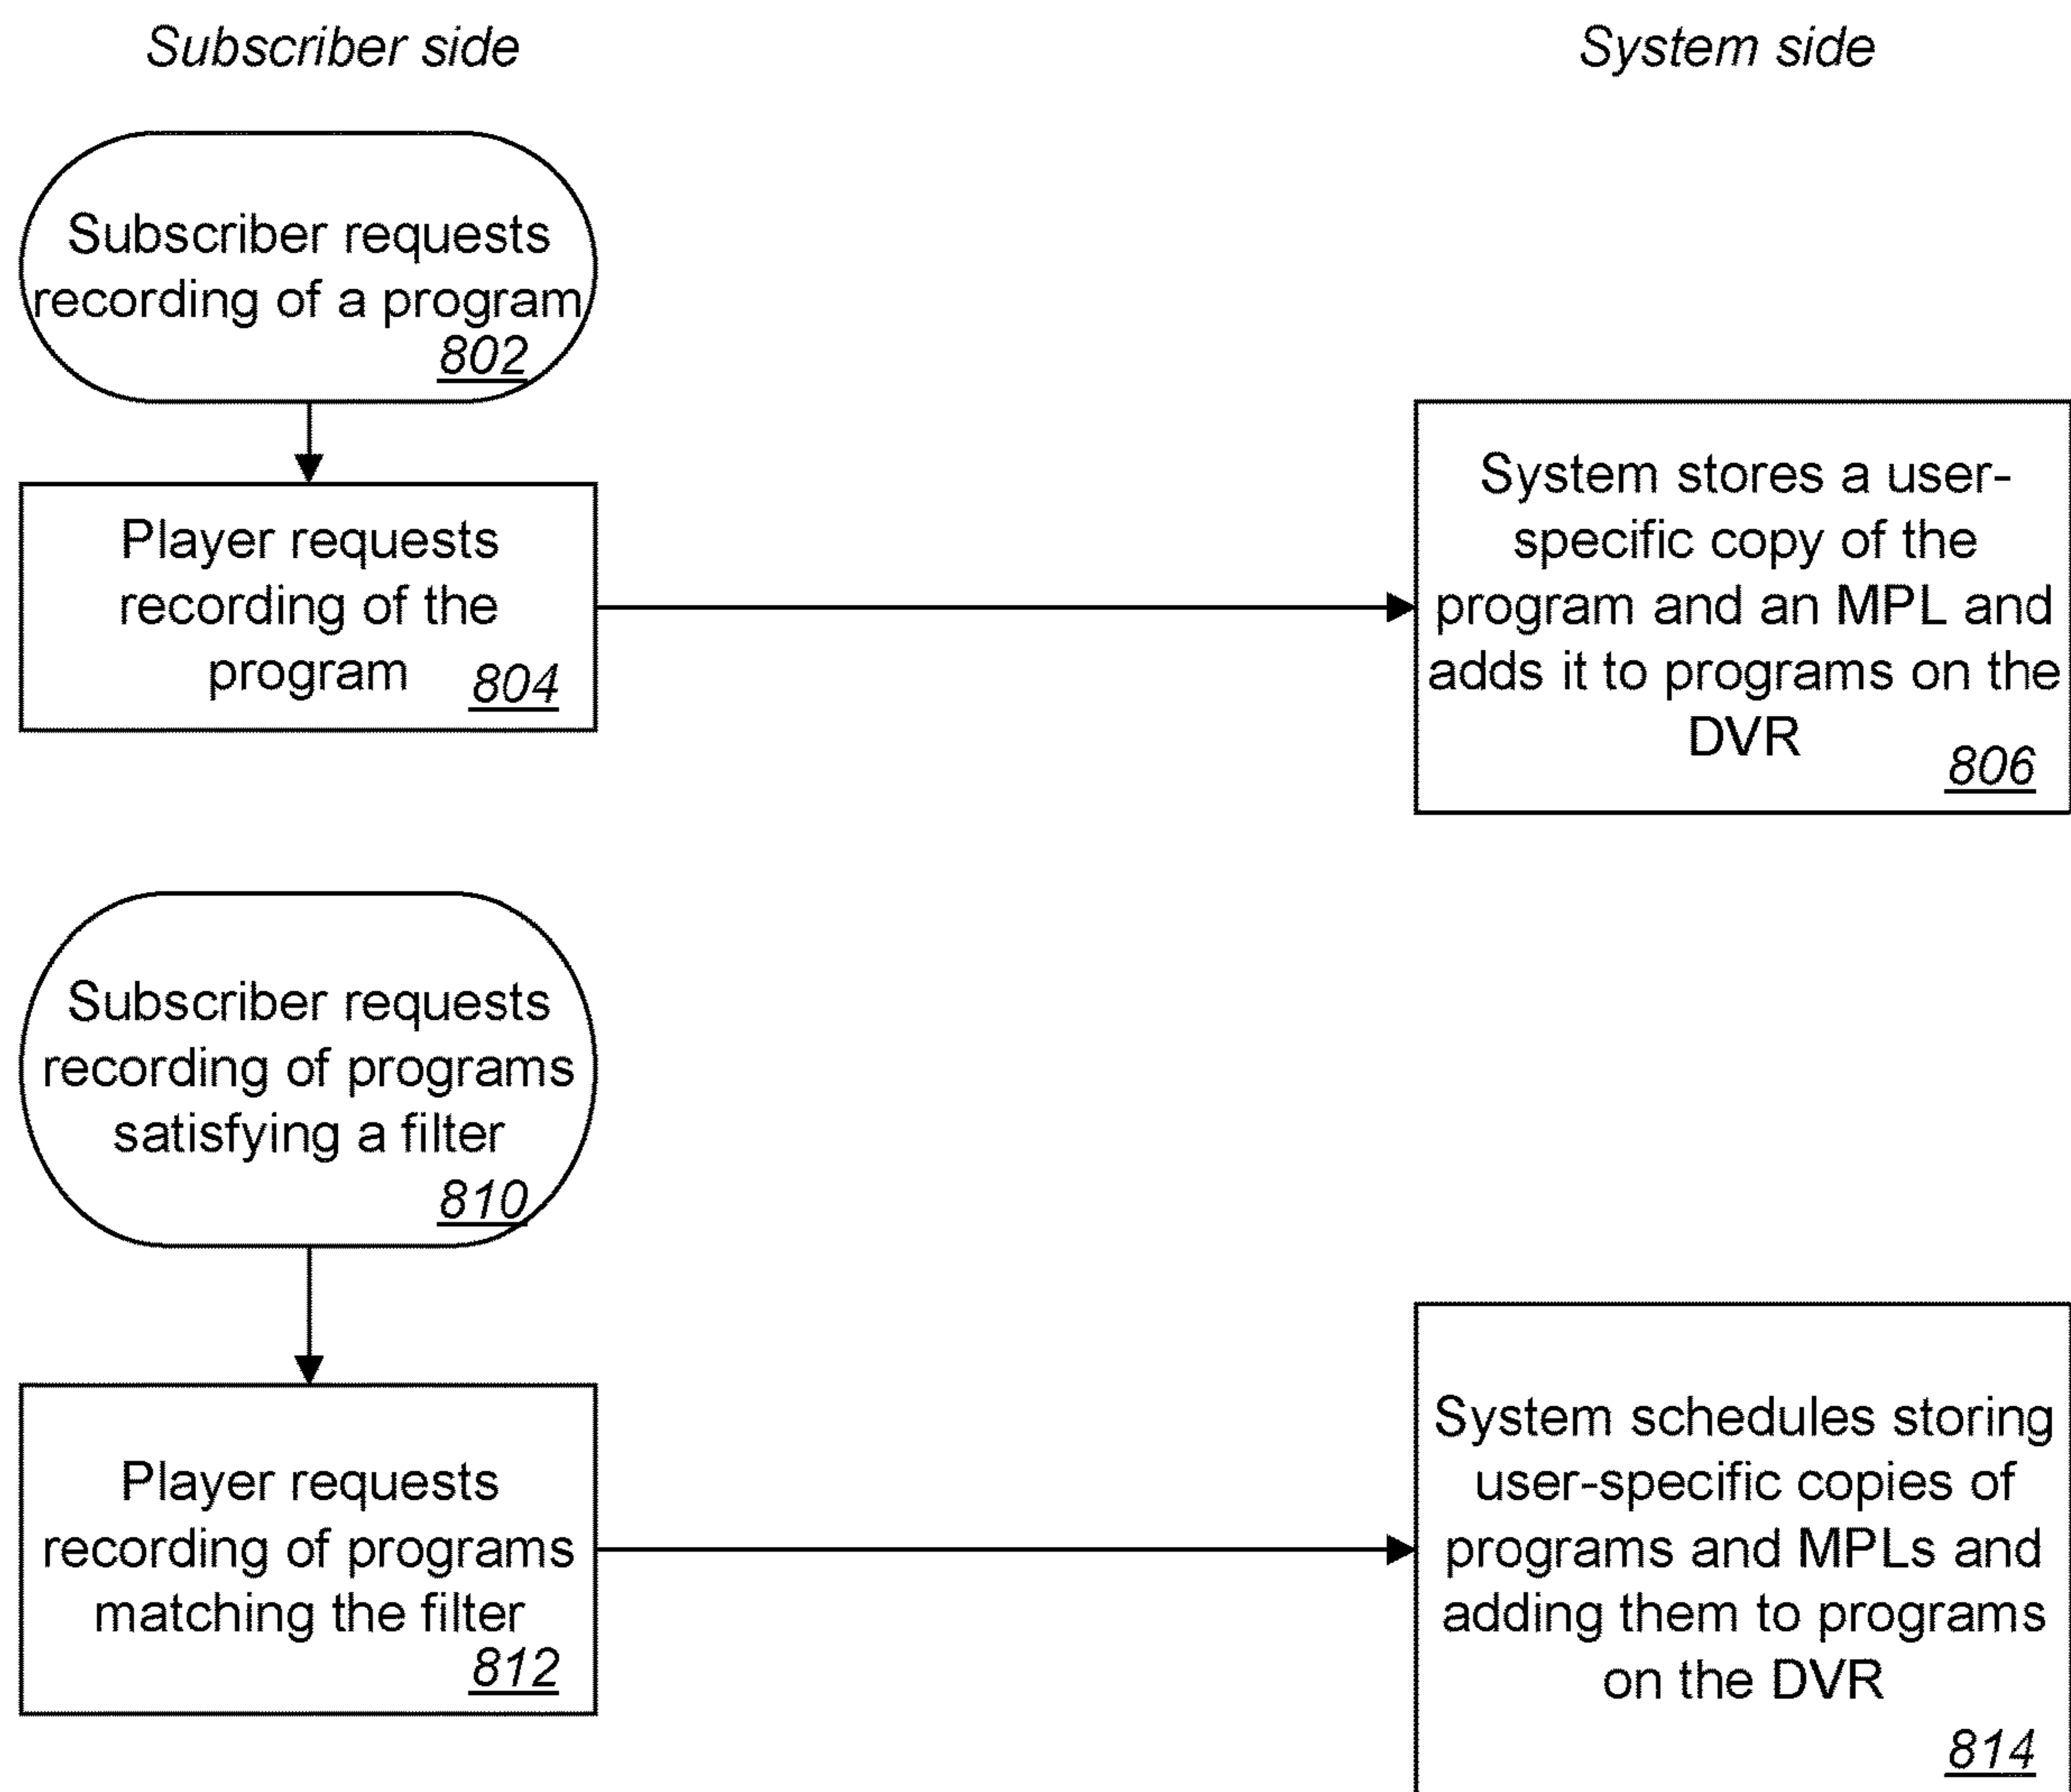 Subscriber side
System side
Subscriber requests
recording of a program
802
Player requests
recording of the
program
804
System stores a user-
specific copy of the
program and an MPL and
adds it to programs on the
DVR
806
Subscriber requests
recording of programs
satisfying a filter
810
Player requests
recording of programs
matching the filter
812
System schedules storing
user-specific copies of
programs and MPLs and
adding them to programs
on the DVR
814